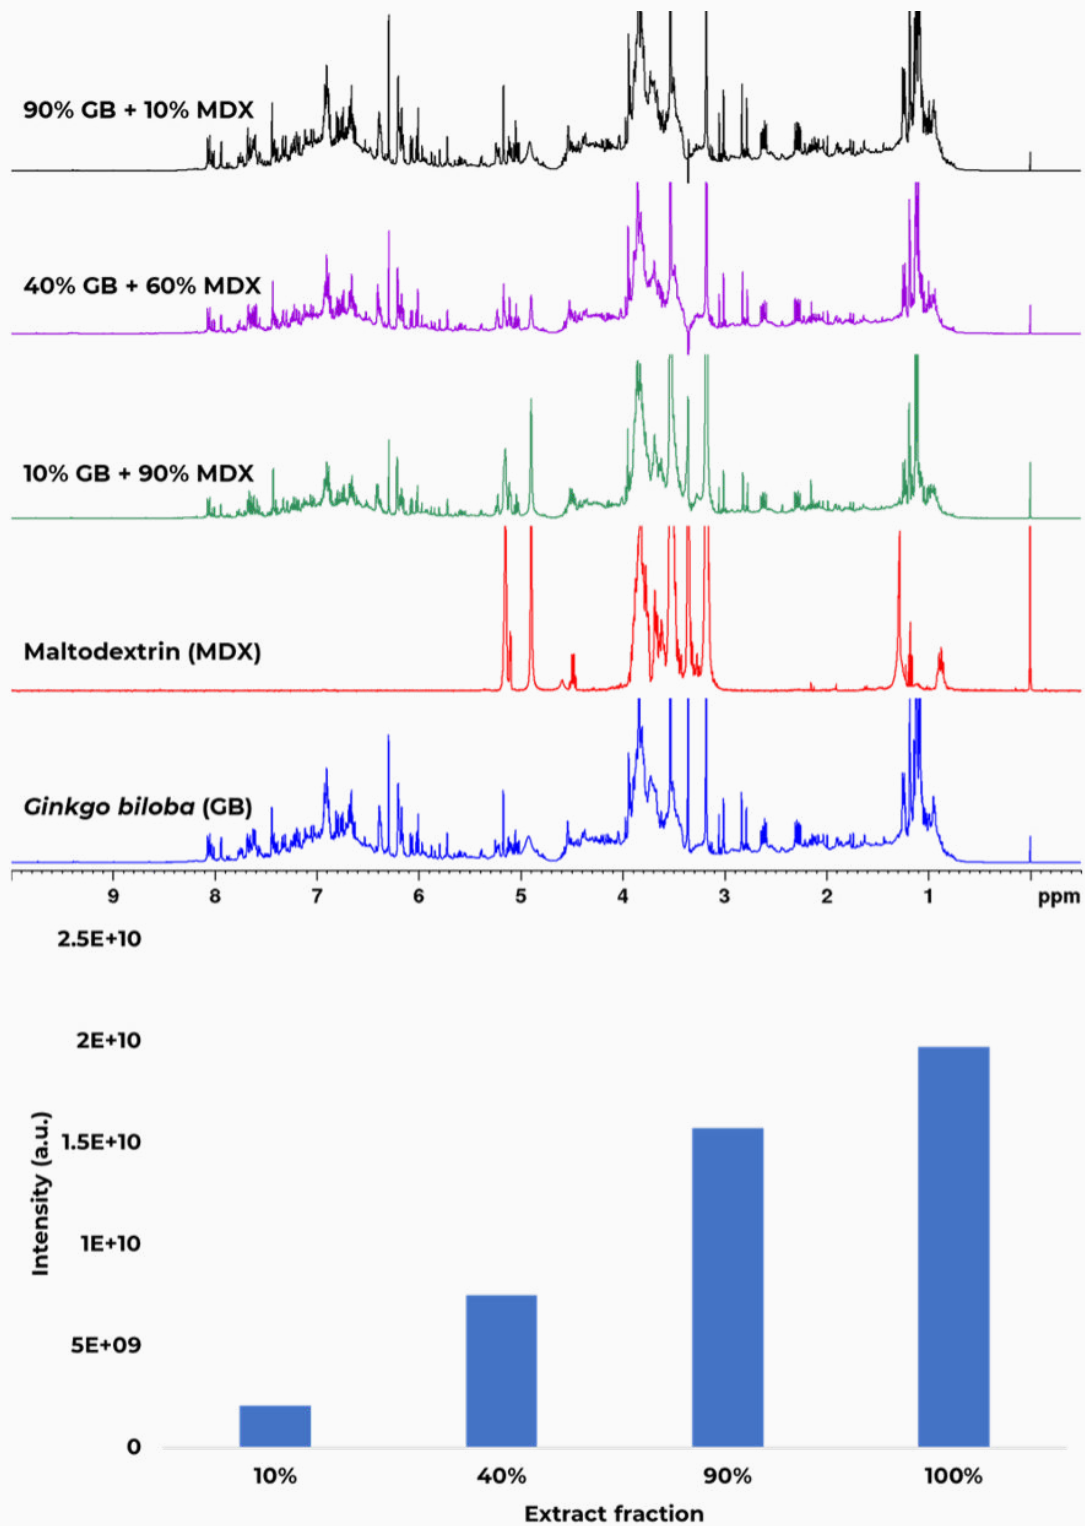 90% GB + 10% MDX
40% GB + 60% MDX
10% GB + 90% MDX
Maltodextrin (MDX)
Ginkgo biloba (GB)
9 8 7 6 5 4 3 2 1 ppm
2.5E+10
2E+10
1.5E+10
1E+10
5E+09
0
Intensity (a.u.)
10% 40% 90% 100%
Extract fraction